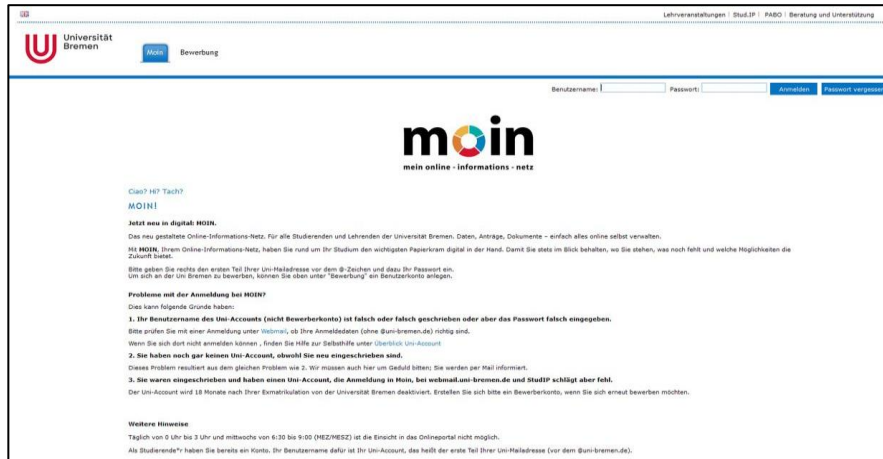 Lehrveranstaltungen | Stud.IP | PABO | Beratung und Unterstützung
Universität
Bremen
Moin Bewerbung
Benutzername: Passwort: Anmelden Passwort vergessen
moin
mein online - informations - netz
Ciao? Hi? Tach?
MOIN!
Jetzt neu in digital: MOIN.
Das neu gestaltete Online-Informations-Netz. Für alle Studierenden und Lehrenden der Universität Bremen. Daten, Anträge, Dokumente – einfach alles online selbst verwalten.
Mit MOIN, Ihrem Online-Informations-Netz, haben Sie rund um Ihr Studium den wichtigsten Papierkram digital in der Hand. Damit Sie stets im Blick behalten, wo Sie stehen, was noch fehlt und welche Möglichkeiten die
Zukunft bietet.
Bitte geben Sie rechts den ersten Teil Ihrer Uni-Mailadresse vor dem @-Zeichen und dazu Ihr Passwort ein.
Um sich an der Uni Bremen zu bewerben, können Sie oben unter "Bewerbung" ein Benutzerkonto anlegen.
Probleme mit der Anmeldung bei MOIN?
Dies kann folgende Gründe haben:
1. Ihr Benutzername des Uni-Accounts (nicht Bewerberkonto) ist falsch oder falsch geschrieben oder aber das Passwort falsch eingegeben.
Bitte prüfen Sie mit einer Anmeldung unter Webmail, ob Ihre Anmeldedaten (ohne @uni-bremen.de) richtig sind.
Wenn Sie sich dort nicht anmelden können , finden Sie Hilfe zur Selbsthilfe unter Überblick Uni-Account
2. Sie haben noch gar keinen Uni-Account, obwohl Sie neu eingeschrieben sind.
Dieses Problem resultiert aus dem gleichen Problem wie 2. Wir müssen auch hier um Geduld bitten; Sie werden per Mail informiert.
3. Sie waren eingeschrieben und haben einen Uni-Account, die Anmeldung in Moin, bei webmail.uni-bremen.de und StudIP schlägt aber fehl.
Der Uni-Account wird 18 Monate nach Ihrer Exmatrikulation von der Universität Bremen deaktiviert. Erstellen Sie sich bitte ein Bewerberkonto, wenn Sie sich erneut bewerben möchten.
Weitere Hinweise
Täglich von 0 Uhr bis 3 Uhr und mittwochs von 6:30 bis 9:00 (MEZ/MESZ) ist die Einsicht in das Onlineportal nicht möglich.
Als Studierende*r haben Sie bereits ein Konto. Ihr Benutzername dafür ist Ihr Uni-Account, das heißt der erste Teil Ihrer Uni-Mailadresse (vor dem @uni-bremen.de).